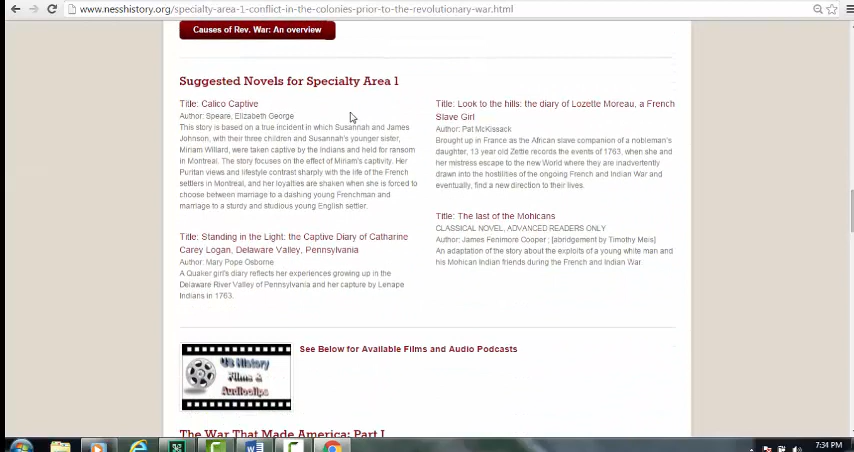 www.nesshistory.org/specialty-area-1-conflict-in-the-colonies-prior-to-the-revolutionary-war.html
Causes of Rev. War: An overview
Suggested Novels for Specialty Area 1
Title: Calico Captive
Author: Speare, Elizabeth George
This story is based on a true incident in which Susannah and James
Johnson, with their three children and Susannah's younger sister,
Miriam Willard, were taken captive by the Indians and held for ransom
in Montreal. The story focuses on the effect of Miriam's captivity. Her
Puritan views and lifestyle contrast sharply with the life of the French
settlers in Montreal, and her loyalties are shaken when she is forced to
choose between marriage to a dashing young Frenchman and
marriage to a sturdy and studious young English settler.
Title: Standing in the Light: the Captive Diary of Catharine
Carey Logan, Delaware Valley, Pennsylvania
Author: Mary Pope Osborne
A Quaker girl's diary reflects her experiences growing up in the
Delaware River Valley of Pennsylvania and her capture by Lenape
Indians in 1763.
Title: Look to the hills: the diary of Lozette Moreau, a French
Slave Girl
Author: Pat McKissack
Brought up in France as the African slave companion of a nobleman's
daughter, 13 year old Zettie records the events of 1763, when she and
her mistress escape to the new World where they are inadvertently
drawn into the hostilities of the ongoing French and Indian War and
eventually, find a new direction to their lives.
Title: The last of the Mohicans
CLASSICAL NOVEL, ADVANCED READERS ONLY
Author: James Fenimore Cooper ; [abridgement by Timothy Meis]
An adaptation of the story about the exploits of a young white man and
his Mohican Indian friends during the French and Indian War.
US History
Films &
Audioclips
See Below for Available Films and Audio Podcasts
The War That Made America: Part I
7:34 PM